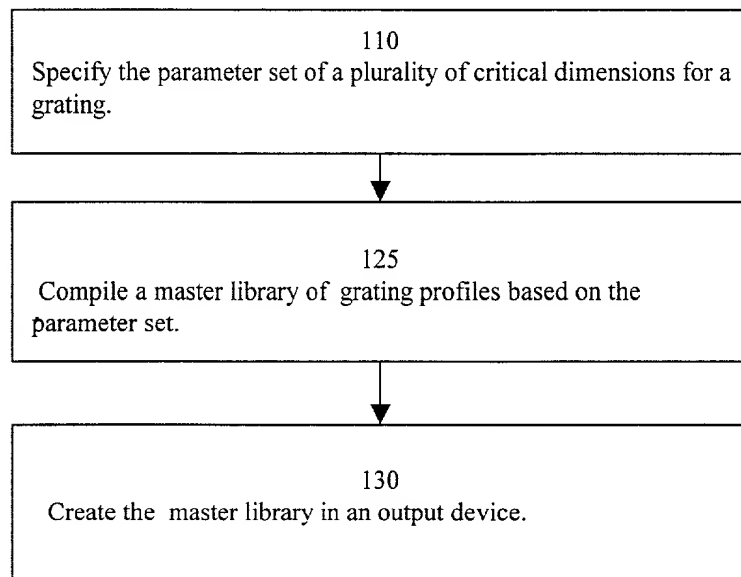 110
Specify the parameter set of a plurality of critical dimensions for a
grating.
125
Compile a master library of grating profiles based on the
parameter set.
130
Create the master library in an output device.